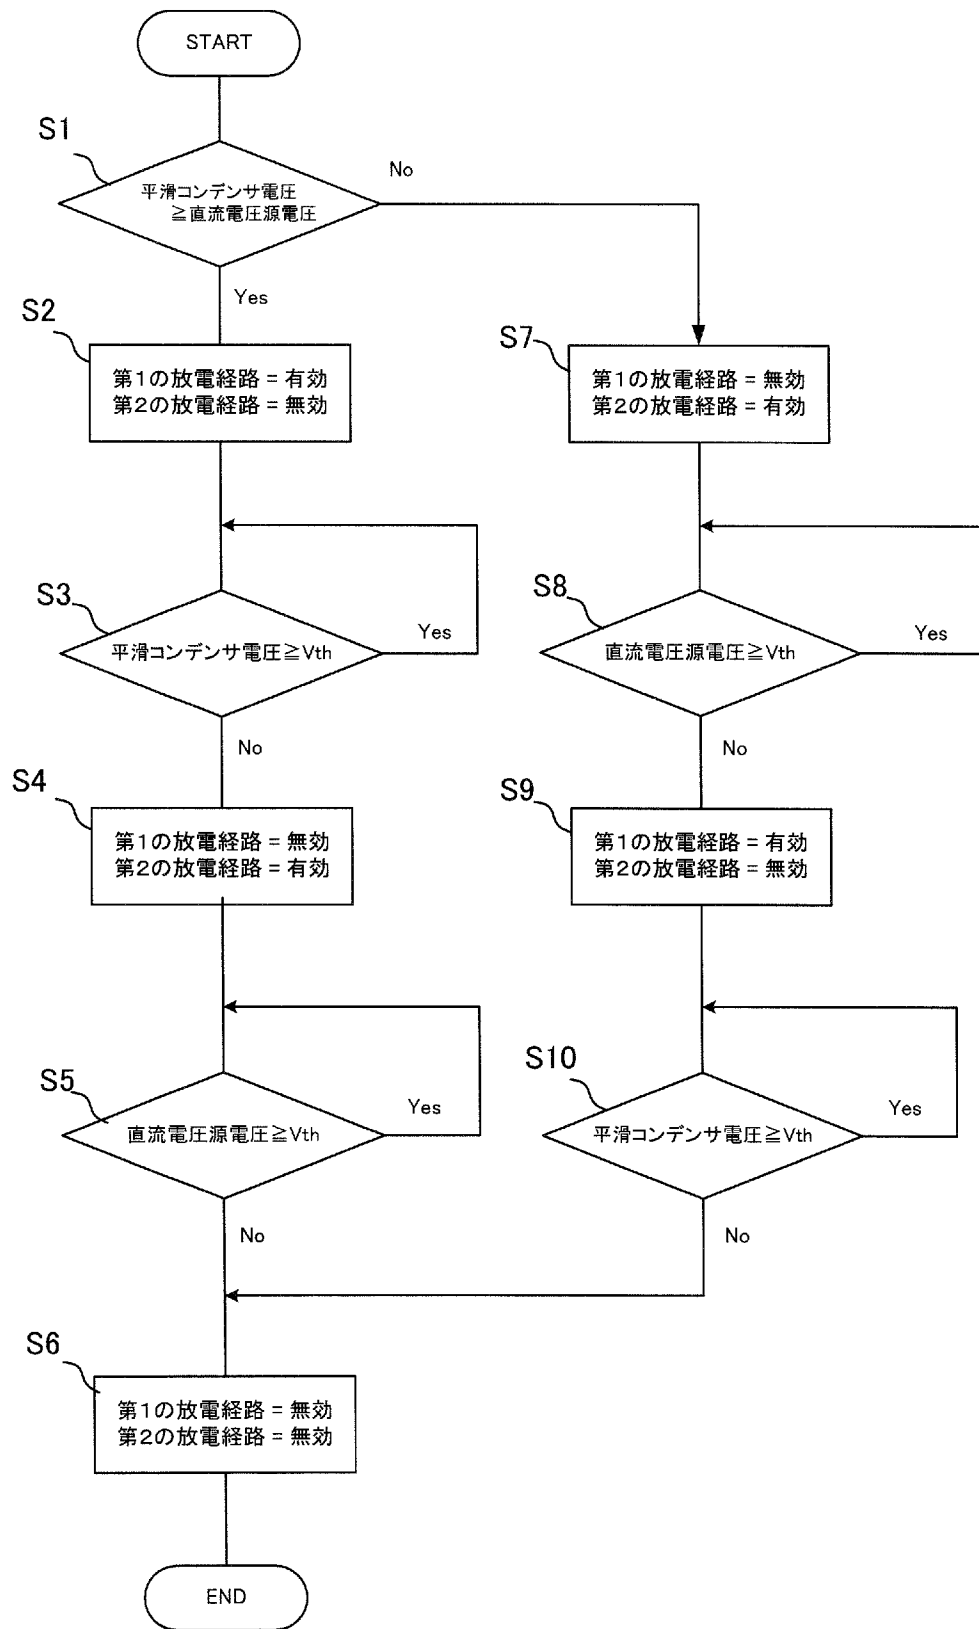 START
S1
平滑コンデンサ電圧
≧直流電圧源電圧
No
Yes
S2
第1の放電経路 = 有効
第2の放電経路 = 無効
S7
第1の放電経路 = 無効
第2の放電経路 = 有効
S3
平滑コンデンサ電圧≧Vth
Yes
No
S8
直流電圧源電圧≧Vth
Yes
No
S4
第1の放電経路 = 無効
第2の放電経路 = 有効
S9
第1の放電経路 = 有効
第2の放電経路 = 無効
S5
直流電圧源電圧≧Vth
Yes
No
S10
平滑コンデンサ電圧≧Vth
Yes
No
S6
第1の放電経路 = 無効
第2の放電経路 = 無効
END